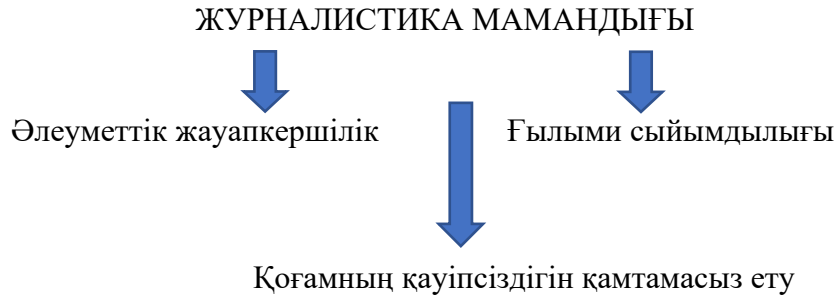 ЖУРНАЛИСТИКА МАМАНДЫҒЫ
Әлеуметтік жауапкершілік
Ғылыми сыйымдылығы
Қоғамның қауіпсіздігін қамтамасыз ету